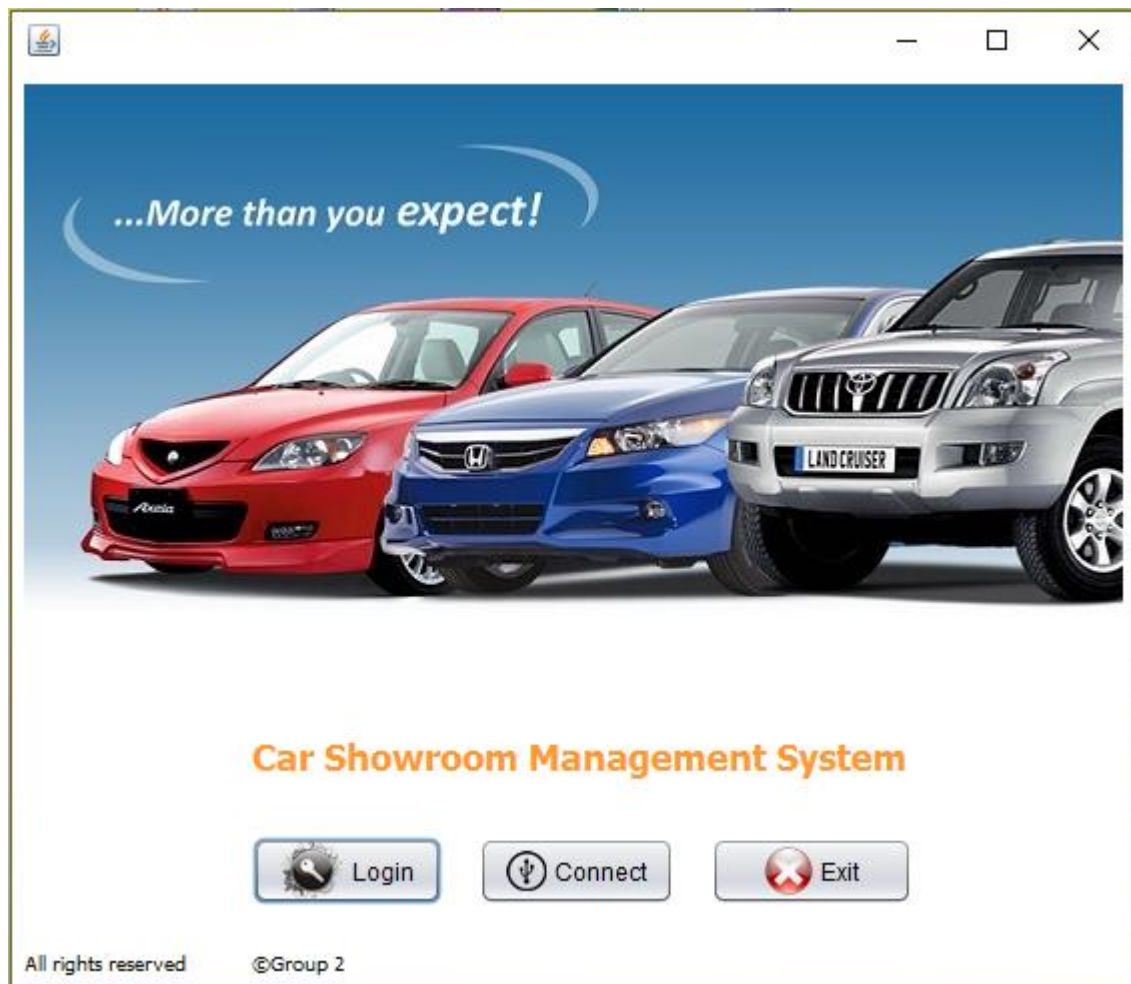 ...More than you expect!
Axela
LAND CRUISER
Car Showroom Management System
Login
Connect
Exit
All rights reserved ©Group 2